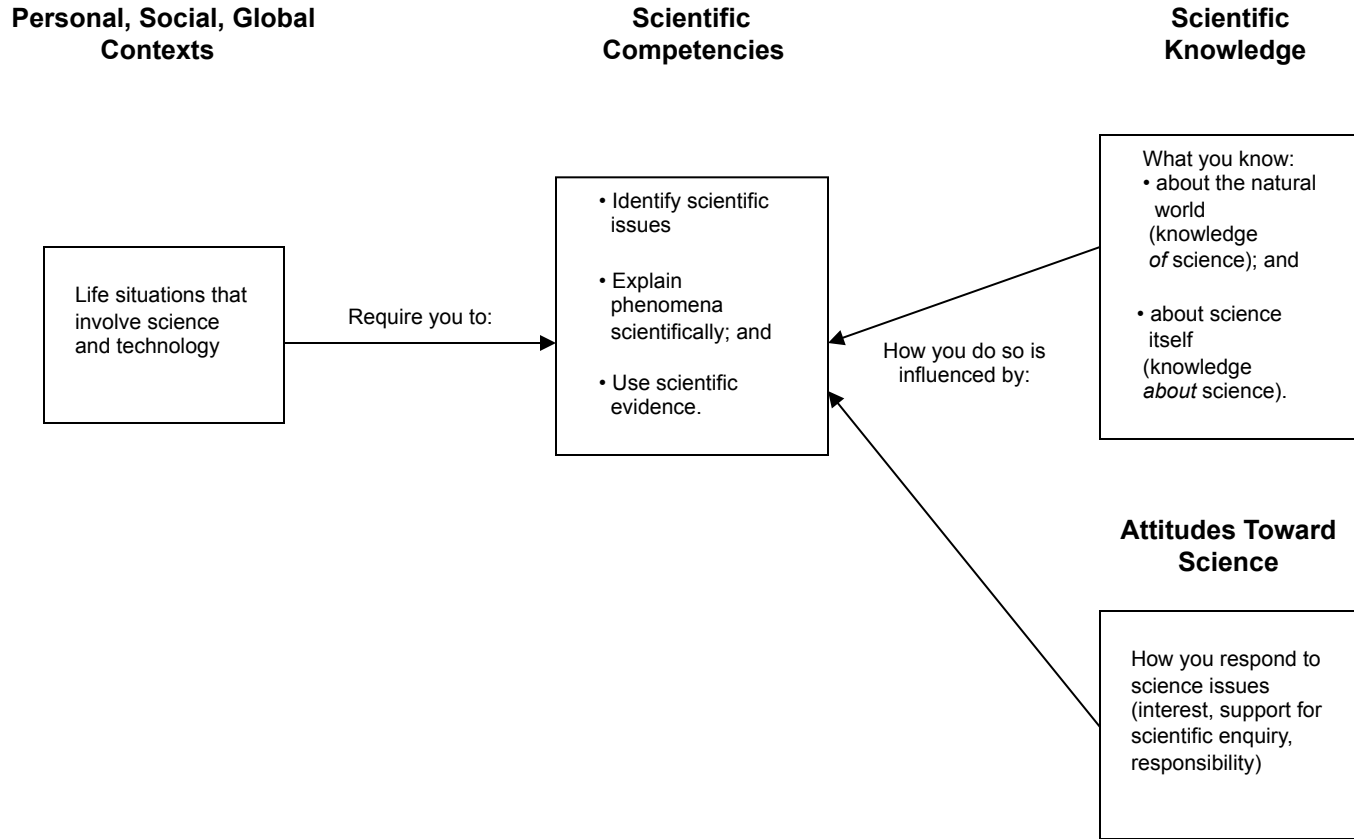 Personal, Social, Global
Contexts
Scientific
Competencies
Scientific
Knowledge
Life situations that
involve science
and technology
Require you to:
• Identify scientific
issues
• Explain
phenomena
scientifically; and
• Use scientific
evidence.
How you do so is
influenced by:
What you know:
• about the natural
world
(knowledge
of science); and
• about science
itself
(knowledge
about science).
Attitudes Toward
Science
How you respond to
science issues
(interest, support for
scientific enquiry,
responsibility)